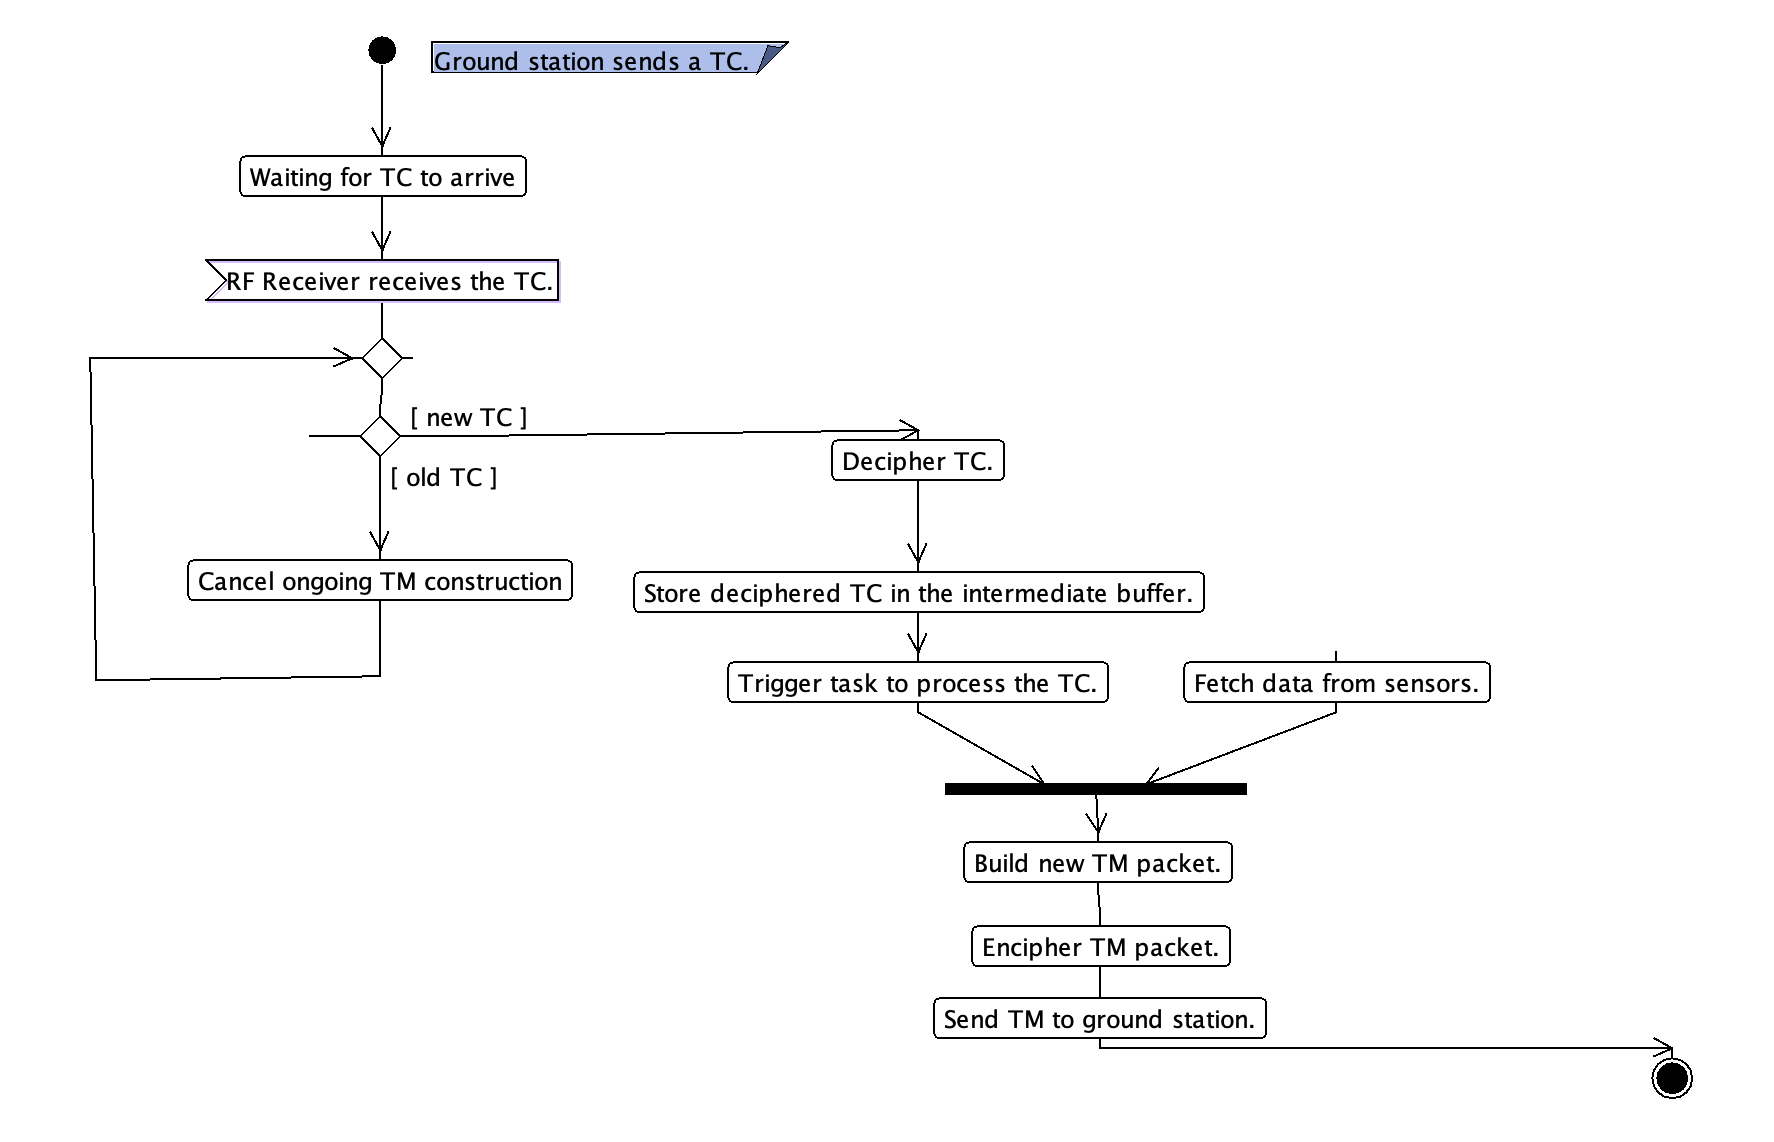 Ground station sends a TC.
Waiting for TC to arrive
RF Receiver receives the TC.
[ new TC ]
Decipher TC.
[ old TC ]
Cancel ongoing TM construction
Store deciphered TC in the intermediate buffer.
Trigger task to process the TC.
Fetch data from sensors.
Build new TM packet.
Encipher TM packet.
Send TM to ground station.